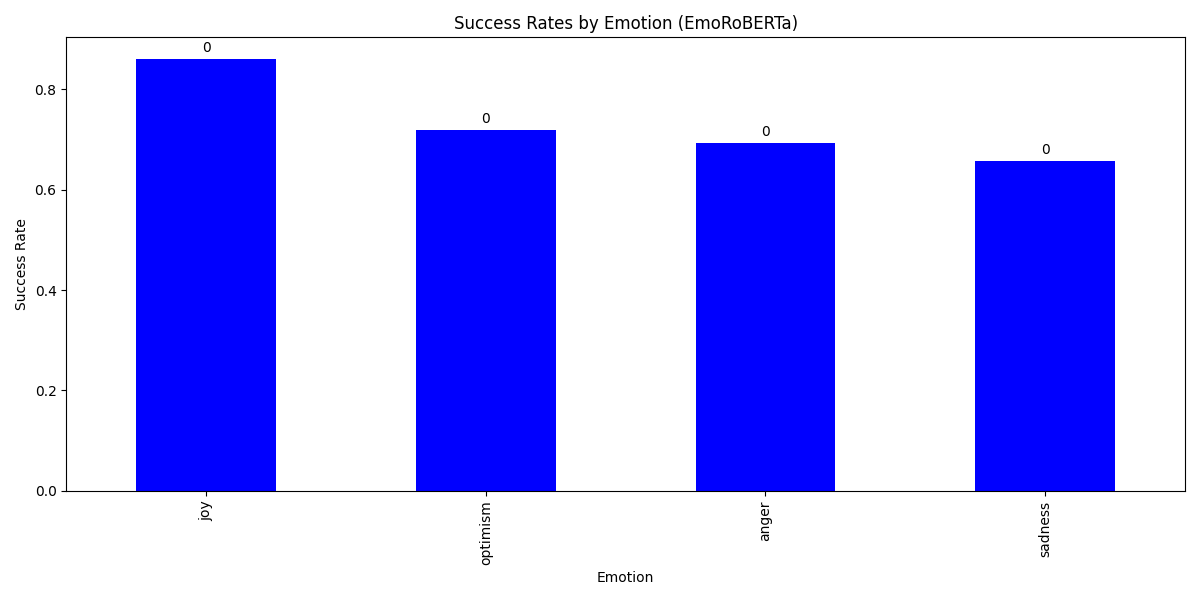 Success Rates by Emotion (EmoRoBERTa)
0
0
0
0
0.8
0.6
0.4
0.2
0.0
Success Rate
joy
optimism
anger
sadness
Emotion